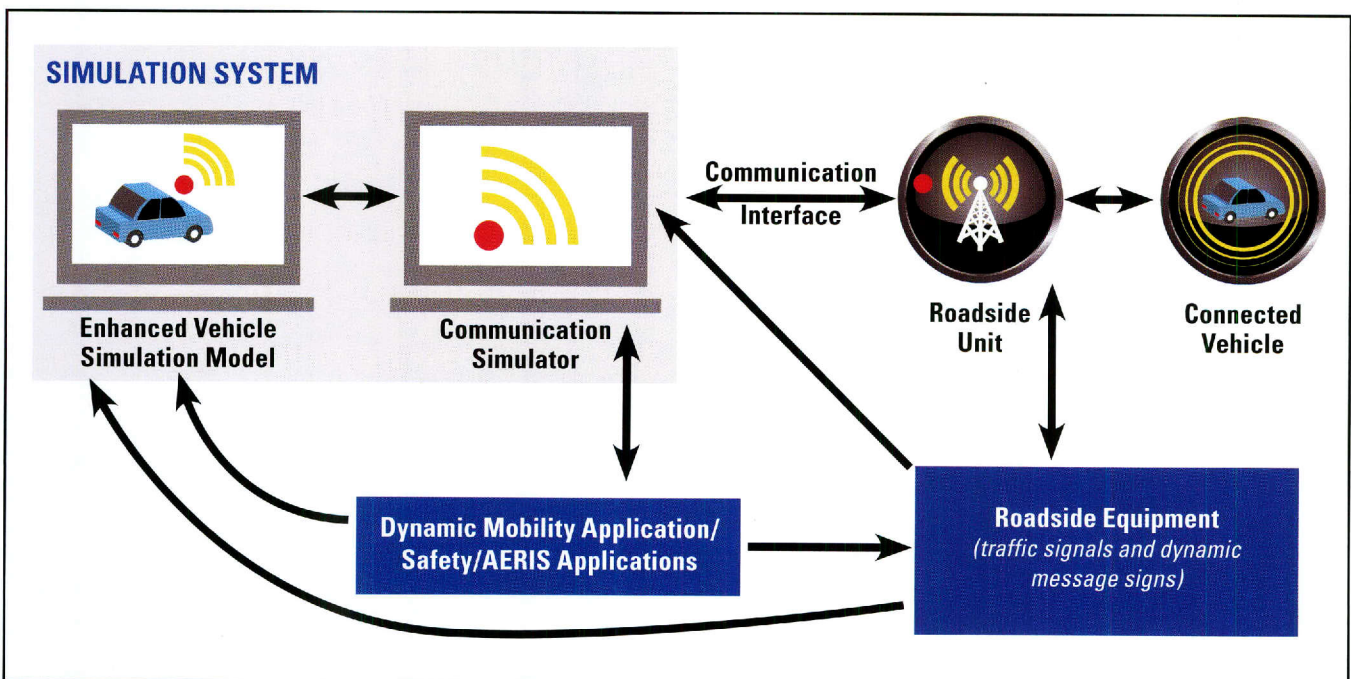 SIMULATION SYSTEM
Enhanced Vehicle
Simulation Model
Communication
Simulator
Communication
Interface
Roadside
Unit
Connected
Vehicle
Dynamic Mobility Application/
Safety/AERIS Applications
Roadside Equipment
(traffic signals and dynamic
message signs)